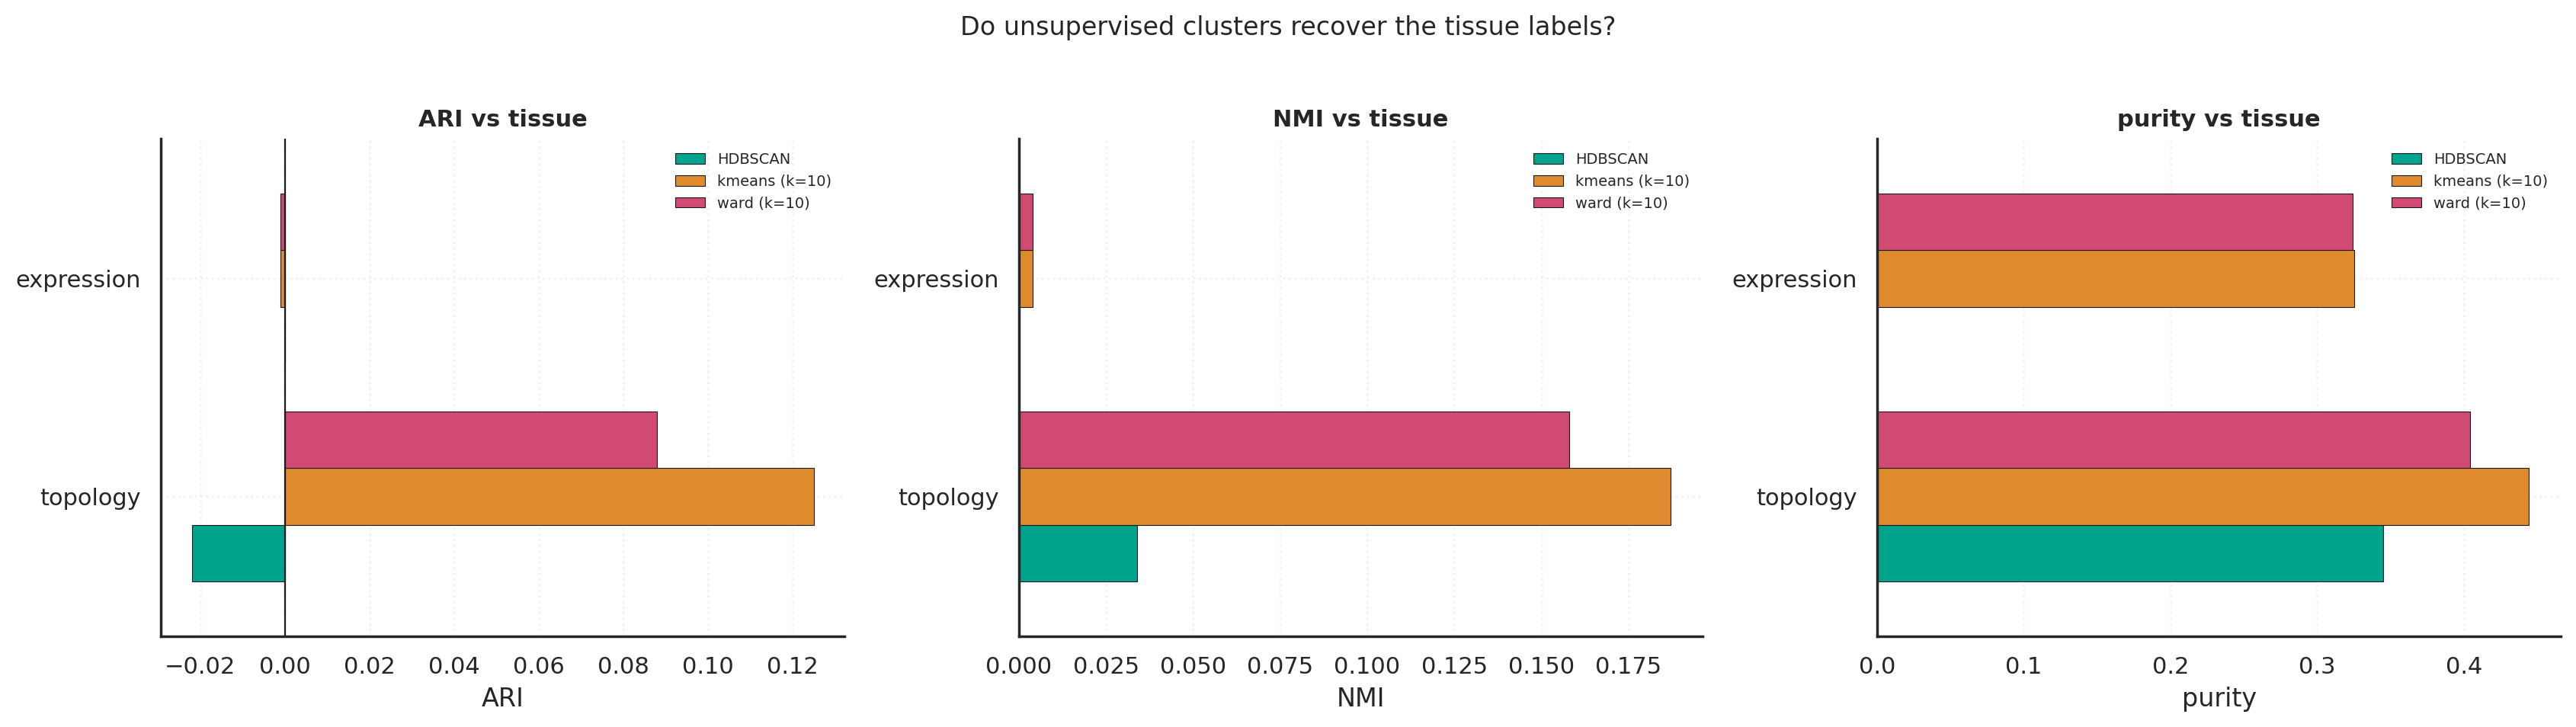 Do unsupervised clusters recover the tissue labels?
ARI vs tissue
HDBSCAN
kmeans (k=10)
ward (k=10)
expression
topology
−0.02 0.00 0.02 0.04 0.06 0.08 0.10 0.12
ARI
NMI vs tissue
HDBSCAN
kmeans (k=10)
ward (k=10)
expression
topology
0.000 0.025 0.050 0.075 0.100 0.125 0.150 0.175
NMI
purity vs tissue
HDBSCAN
kmeans (k=10)
ward (k=10)
expression
topology
0.0 0.1 0.2 0.3 0.4
purity